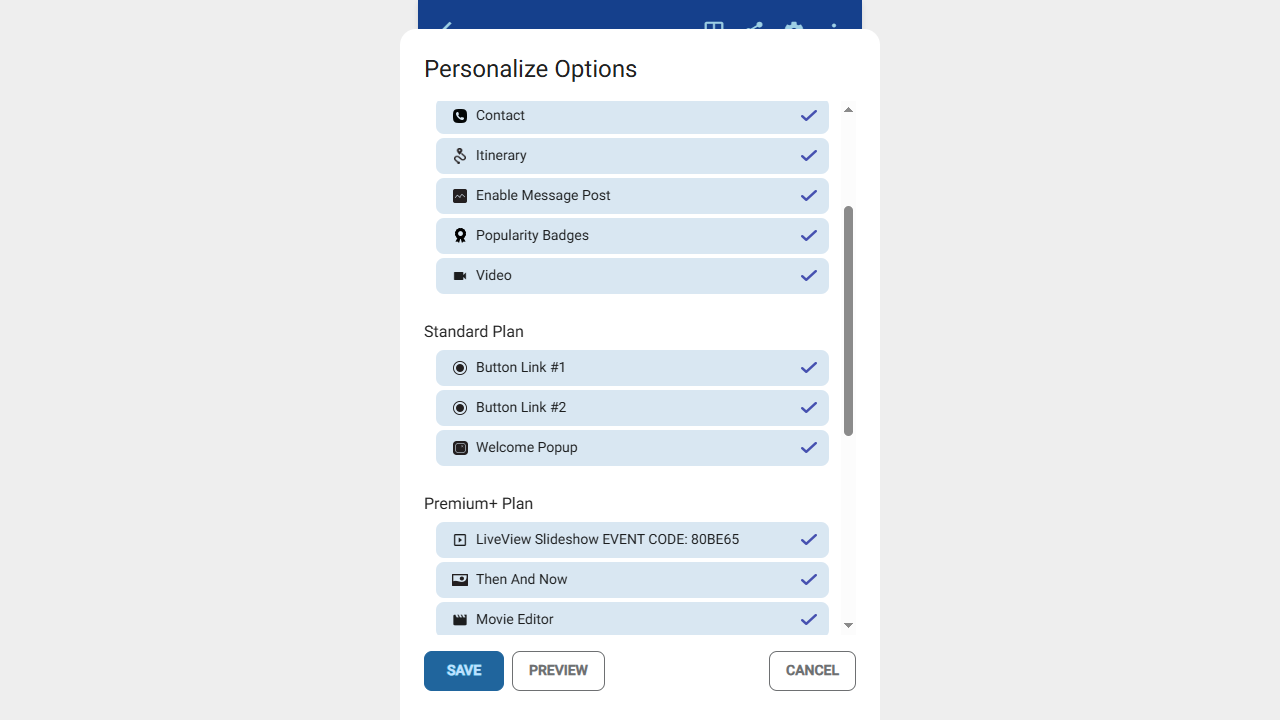 Personalize Options
Contact
Itinerary
Enable Message Post
Popularity Badges
Video
Standard Plan
Button Link #1
Button Link #2
Welcome Popup
Premium+ Plan
LiveView Slideshow EVENT CODE: 80BE65
Then And Now
Movie Editor
SAVE
PREVIEW
CANCEL